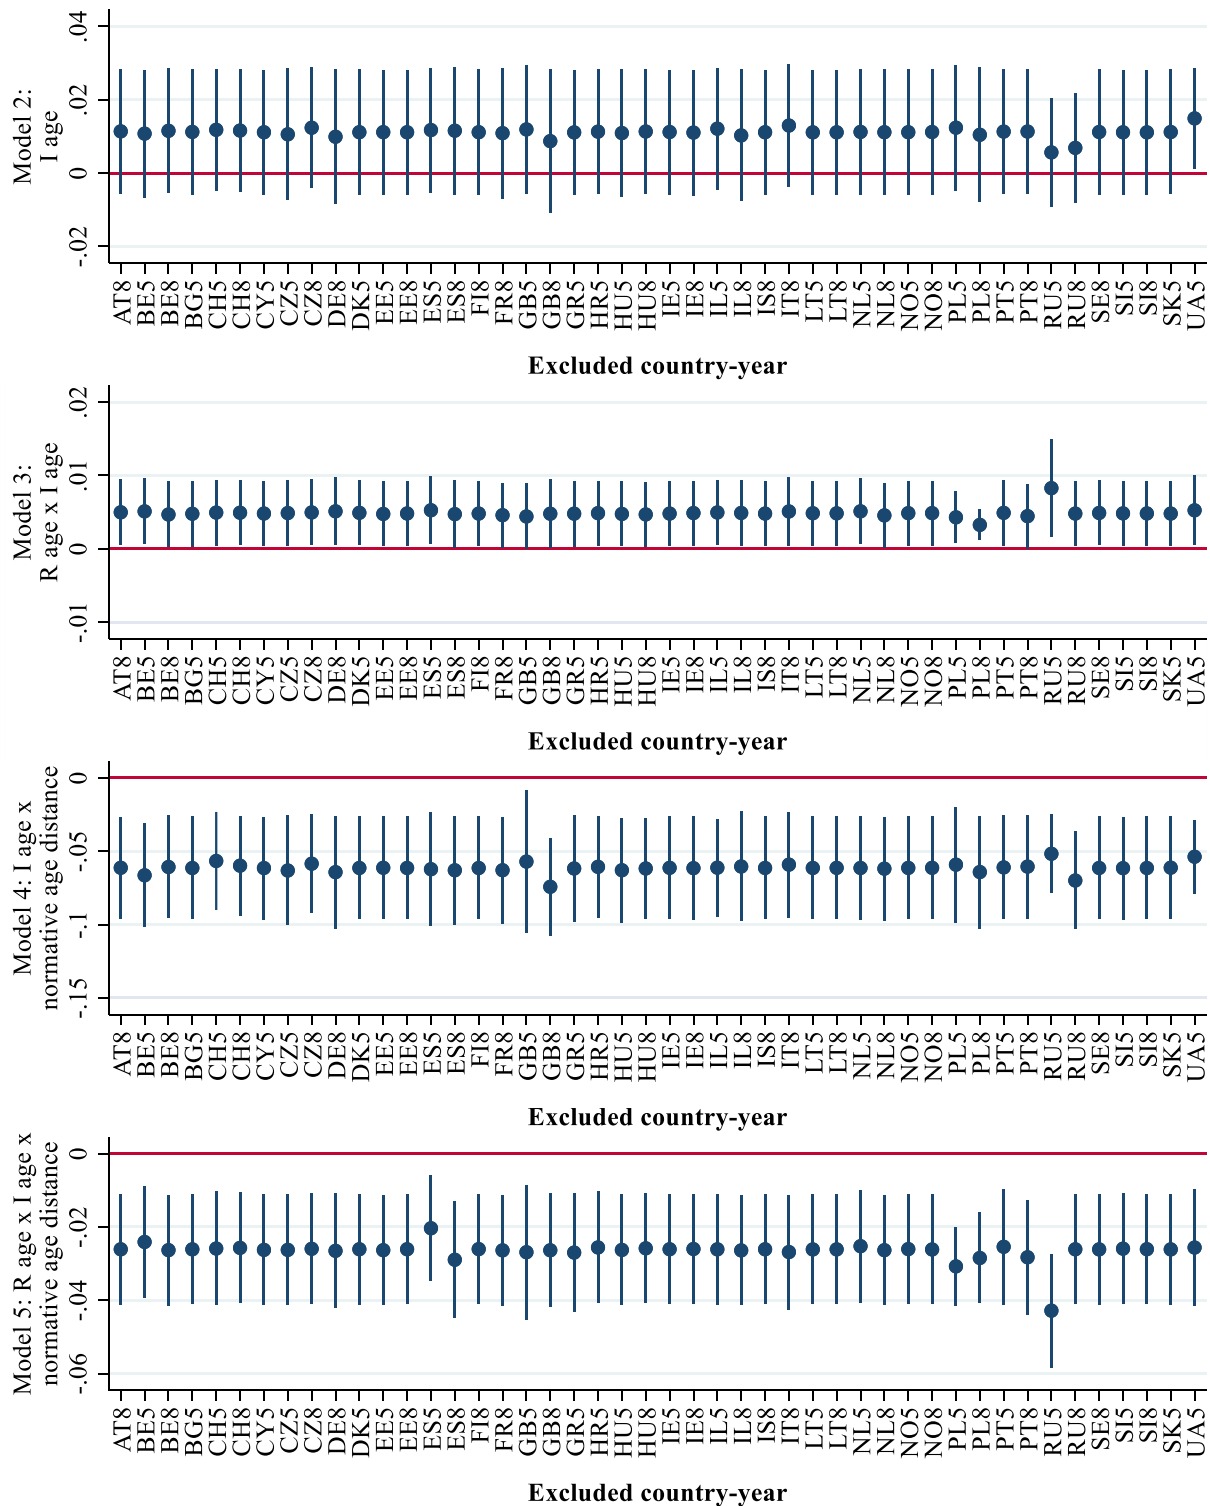 Model 2:
I age
.04
.02
0
-.02
AT8 BE5 BE8 BG5 CH5 CH8 CY5 CZ5 CZ8 DE8 DK5 EE5 EE8 ES5 ES8 FI8 FR8 GB5 GB8 GR5 HR5 HU5 HU8 IE5 IE8 IL5 IL8 IS8 IT8 LT5 LT8 NL5 NL8 NO5 NO8 PL5 PL8 PT5 PT8 RU5 RU8 SE8 SI5 SI8 SK5 UA5
Excluded country-year
Model 3:
R age x I age
.02
.01
0
-.01
AT8 BE5 BE8 BG5 CH5 CH8 CY5 CZ5 CZ8 DE8 DK5 EE5 EE8 ES5 ES8 FI8 FR8 GB5 GB8 GR5 HR5 HU5 HU8 IE5 IE8 IL5 IL8 IS8 IT8 LT5 LT8 NL5 NL8 NO5 NO8 PL5 PL8 PT5 PT8 RU5 RU8 SE8 SI5 SI8 SK5 UA5
Excluded country-year
Model 4: I age x
normative age distance
0
-.05
-.1
-.15
AT8 BE5 BE8 BG5 CH5 CH8 CY5 CZ5 CZ8 DE8 DK5 EE5 EE8 ES5 ES8 FI8 FR8 GB5 GB8 GR5 HR5 HU5 HU8 IE5 IE8 IL5 IL8 IS8 IT8 LT5 LT8 NL5 NL8 NO5 NO8 PL5 PL8 PT5 PT8 RU5 RU8 SE8 SI5 SI8 SK5 UA5
Excluded country-year
Model 5: R age x I age x
normative age distance
0
-.02
-.04
-.06
AT8 BE5 BE8 BG5 CH5 CH8 CY5 CZ5 CZ8 DE8 DK5 EE5 EE8 ES5 ES8 FI8 FR8 GB5 GB8 GR5 HR5 HU5 HU8 IE5 IE8 IL5 IL8 IS8 IT8 LT5 LT8 NL5 NL8 NO5 NO8 PL5 PL8 PT5 PT8 RU5 RU8 SE8 SI5 SI8 SK5 UA5
Excluded country-year